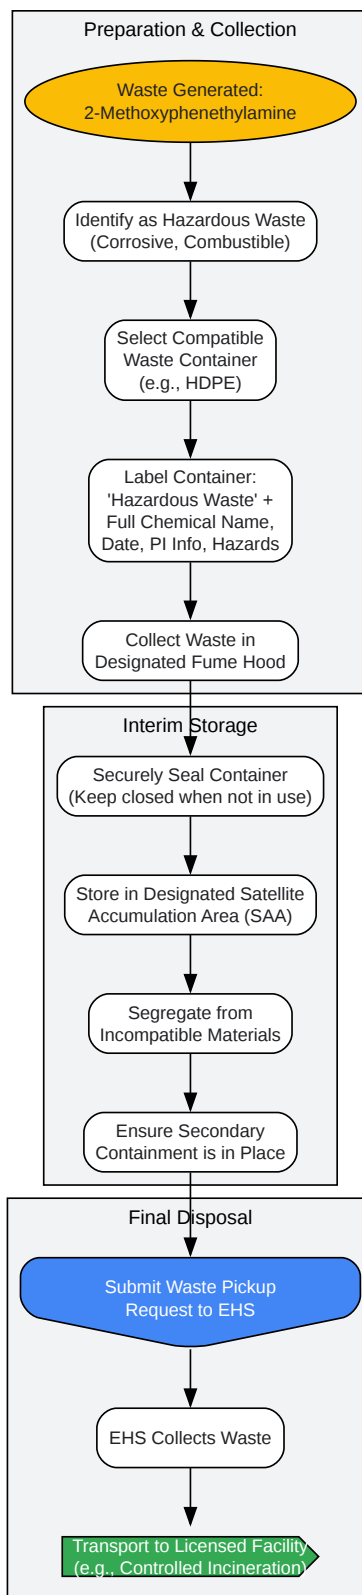 Preparation & Collection
Waste Generated:
2-Methoxyphenethylamine
Identify as Hazardous Waste
(Corrosive, Combustible)
Select Compatible
Waste Container
(e.g., HDPE)
Label Container:
'Hazardous Waste' +
Full Chemical Name,
Date, PI Info, Hazards
Collect Waste in
Designated Fume Hood
Interim Storage
Securely Seal Container
(Keep closed when not in use)
Store in Designated Satellite
Accumulation Area (SAA)
Segregate from
Incompatible Materials
Ensure Secondary
Containment is in Place
Final Disposal
Submit Waste Pickup
Request to EHS
EHS Collects Waste
Transport to Licensed Facility
(e.g., Controlled Incineration)